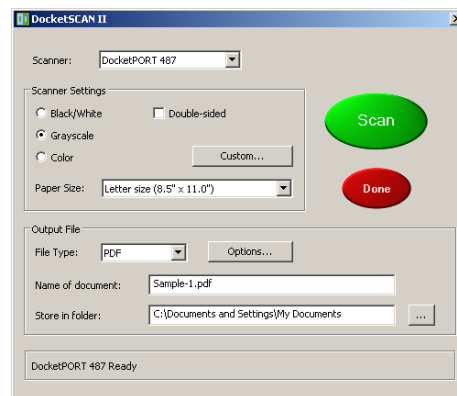 DocketSCAN II
Scanner: DocketPORT 487
Scanner Settings
Black/White Double-sided
Grayscale
Color Custom...
Paper Size: Letter size (8.5" x 11.0")
Scan
Done
Output File
File Type: PDF Options...
Name of document: Sample-1.pdf
Store in folder: C:\Documents and Settings\My Documents ...
DocketPORT 487 Ready